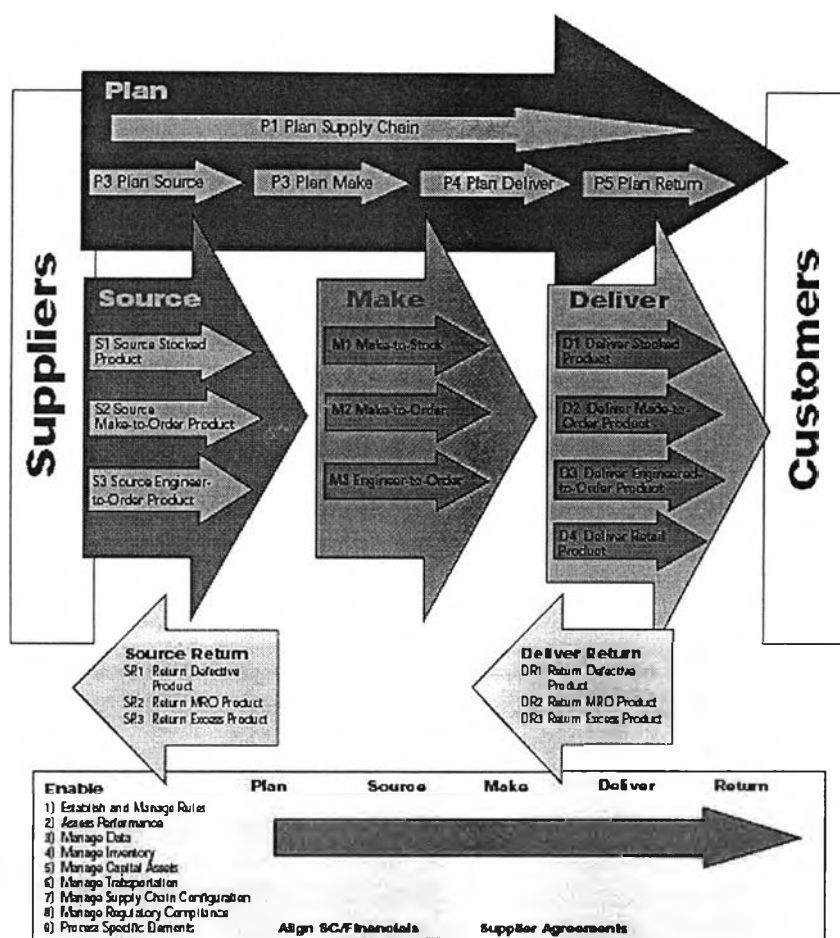 Plan
P1 Plan Supply Chain
P3 Plan Source
P3 Plan Make
P4 Plan Deliver
P5 Plan Return
Suppliers
Customers
Source
S1 Source Stocked
Product
S2 Source
Make-to-Order Product
S3 Source Engineer-
to-Order Product
Make
M1 Make-to-Stock
M2 Make-to-Order
M3 Engineer-to-Order
Deliver
D1 Deliver Stocked
Product
D2 Deliver Made-to-
Order Product
D3 Deliver Engineered-
to-Order Product
D4 Deliver Retail
Product
Source Return
SR1 Return Defective
Product
SR2 Return MRO Product
SR3 Return Excess Product
Deliver Return
DR1 Return Defective
Product
DR2 Return MRO Product
DR3 Return Excess Product
Enable
Plan Source Make Deliver Return
1) Establish and Manage Rules
2) Assess Performance
3) Manage Data
4) Manage Inventory
5) Manage Capital Assets
6) Manage Transportation
7) Manage Supply Chain Configuration
8) Manage Regulatory Compliance
9) Process Specific Elements
Align SC/Financials
Supplier Agreements